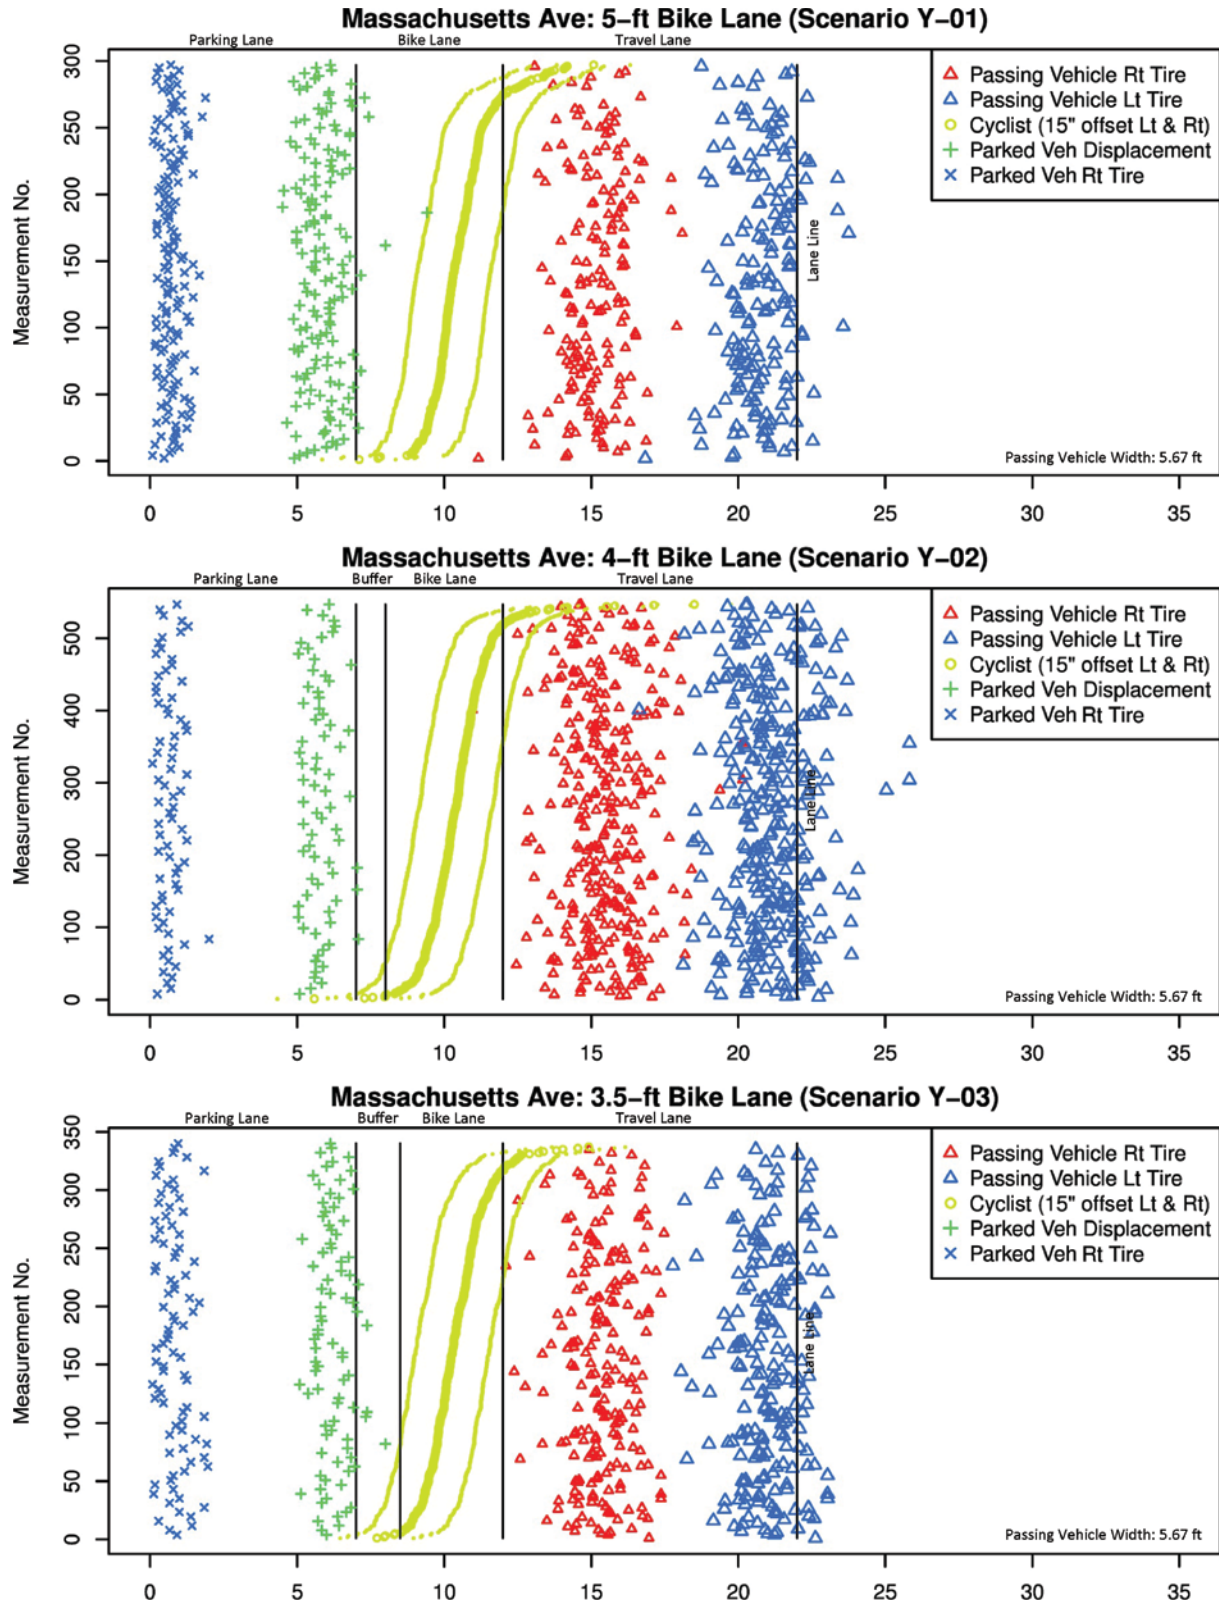 Massachusetts Ave: 5−ft Bike Lane (Scenario Y−01)
Parking Lane Bike Lane Travel Lane
Measurement No.
300
250
200
150
100
50
0
Passing Vehicle Rt Tire
Passing Vehicle Lt Tire
Cyclist (15" offset Lt & Rt)
Parked Veh Displacement
Parked Veh Rt Tire
Lane Line
Passing Vehicle Width: 5.67 ft
0 5 10 15 20 25 30 35
Massachusetts Ave: 4−ft Bike Lane (Scenario Y−02)
Parking Lane Buffer Bike Lane Travel Lane
Measurement No.
500
400
300
200
100
0
Passing Vehicle Rt Tire
Passing Vehicle Lt Tire
Cyclist (15" offset Lt & Rt)
Parked Veh Displacement
Parked Veh Rt Tire
Lane Line
Passing Vehicle Width: 5.67 ft
0 5 10 15 20 25 30 35
Massachusetts Ave: 3.5−ft Bike Lane (Scenario Y−03)
Parking Lane Buffer Bike Lane Travel Lane
Measurement No.
350
300
250
200
150
100
50
0
Passing Vehicle Rt Tire
Passing Vehicle Lt Tire
Cyclist (15" offset Lt & Rt)
Parked Veh Displacement
Parked Veh Rt Tire
Lane Line
Passing Vehicle Width: 5.67 ft
0 5 10 15 20 25 30 35